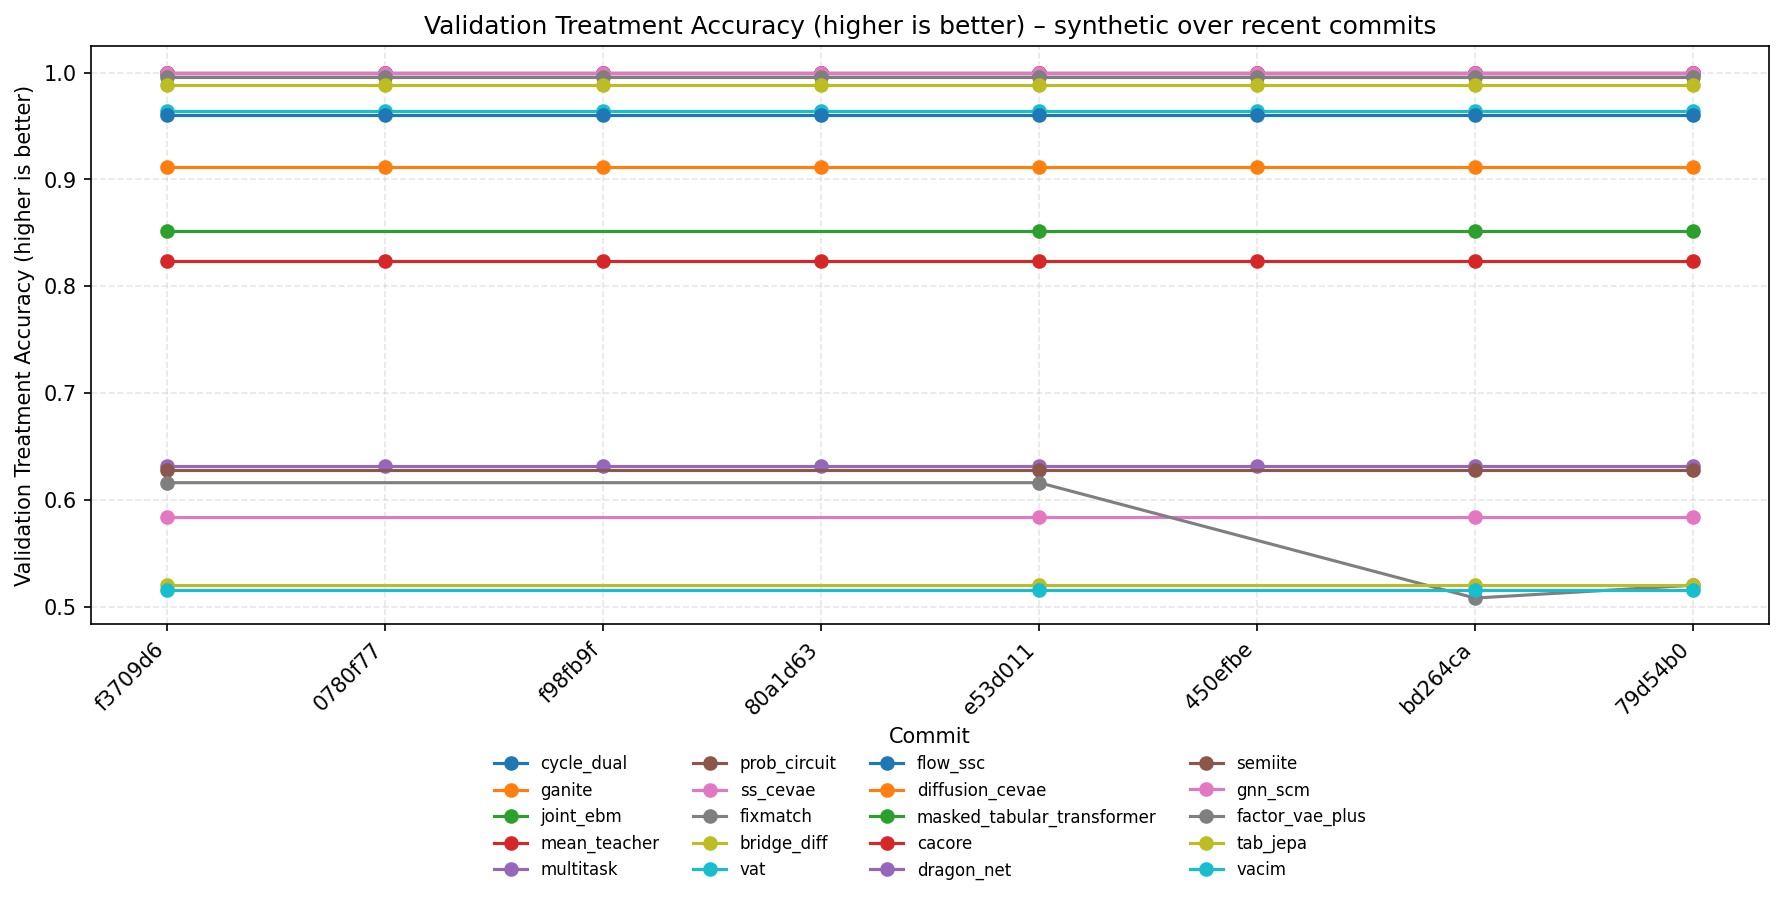 Validation Treatment Accuracy (higher is better) – synthetic over recent commits
Validation Treatment Accuracy (higher is better)
1.0
0.9
0.8
0.7
0.6
0.5
f3709d6
0780f77
f98fb9f
80a1d63
e53d011
450efbe
bd264ca
79d54b0
Commit
cycle_dual
ganite
joint_ebm
mean_teacher
multitask
prob_circuit
ss_cevae
fixmatch
bridge_diff
vat
flow_ssc
diffusion_cevae
masked_tabular_transformer
cacore
dragon_net
semiite
gnn_scm
factor_vae_plus
tab_jepa
vacim